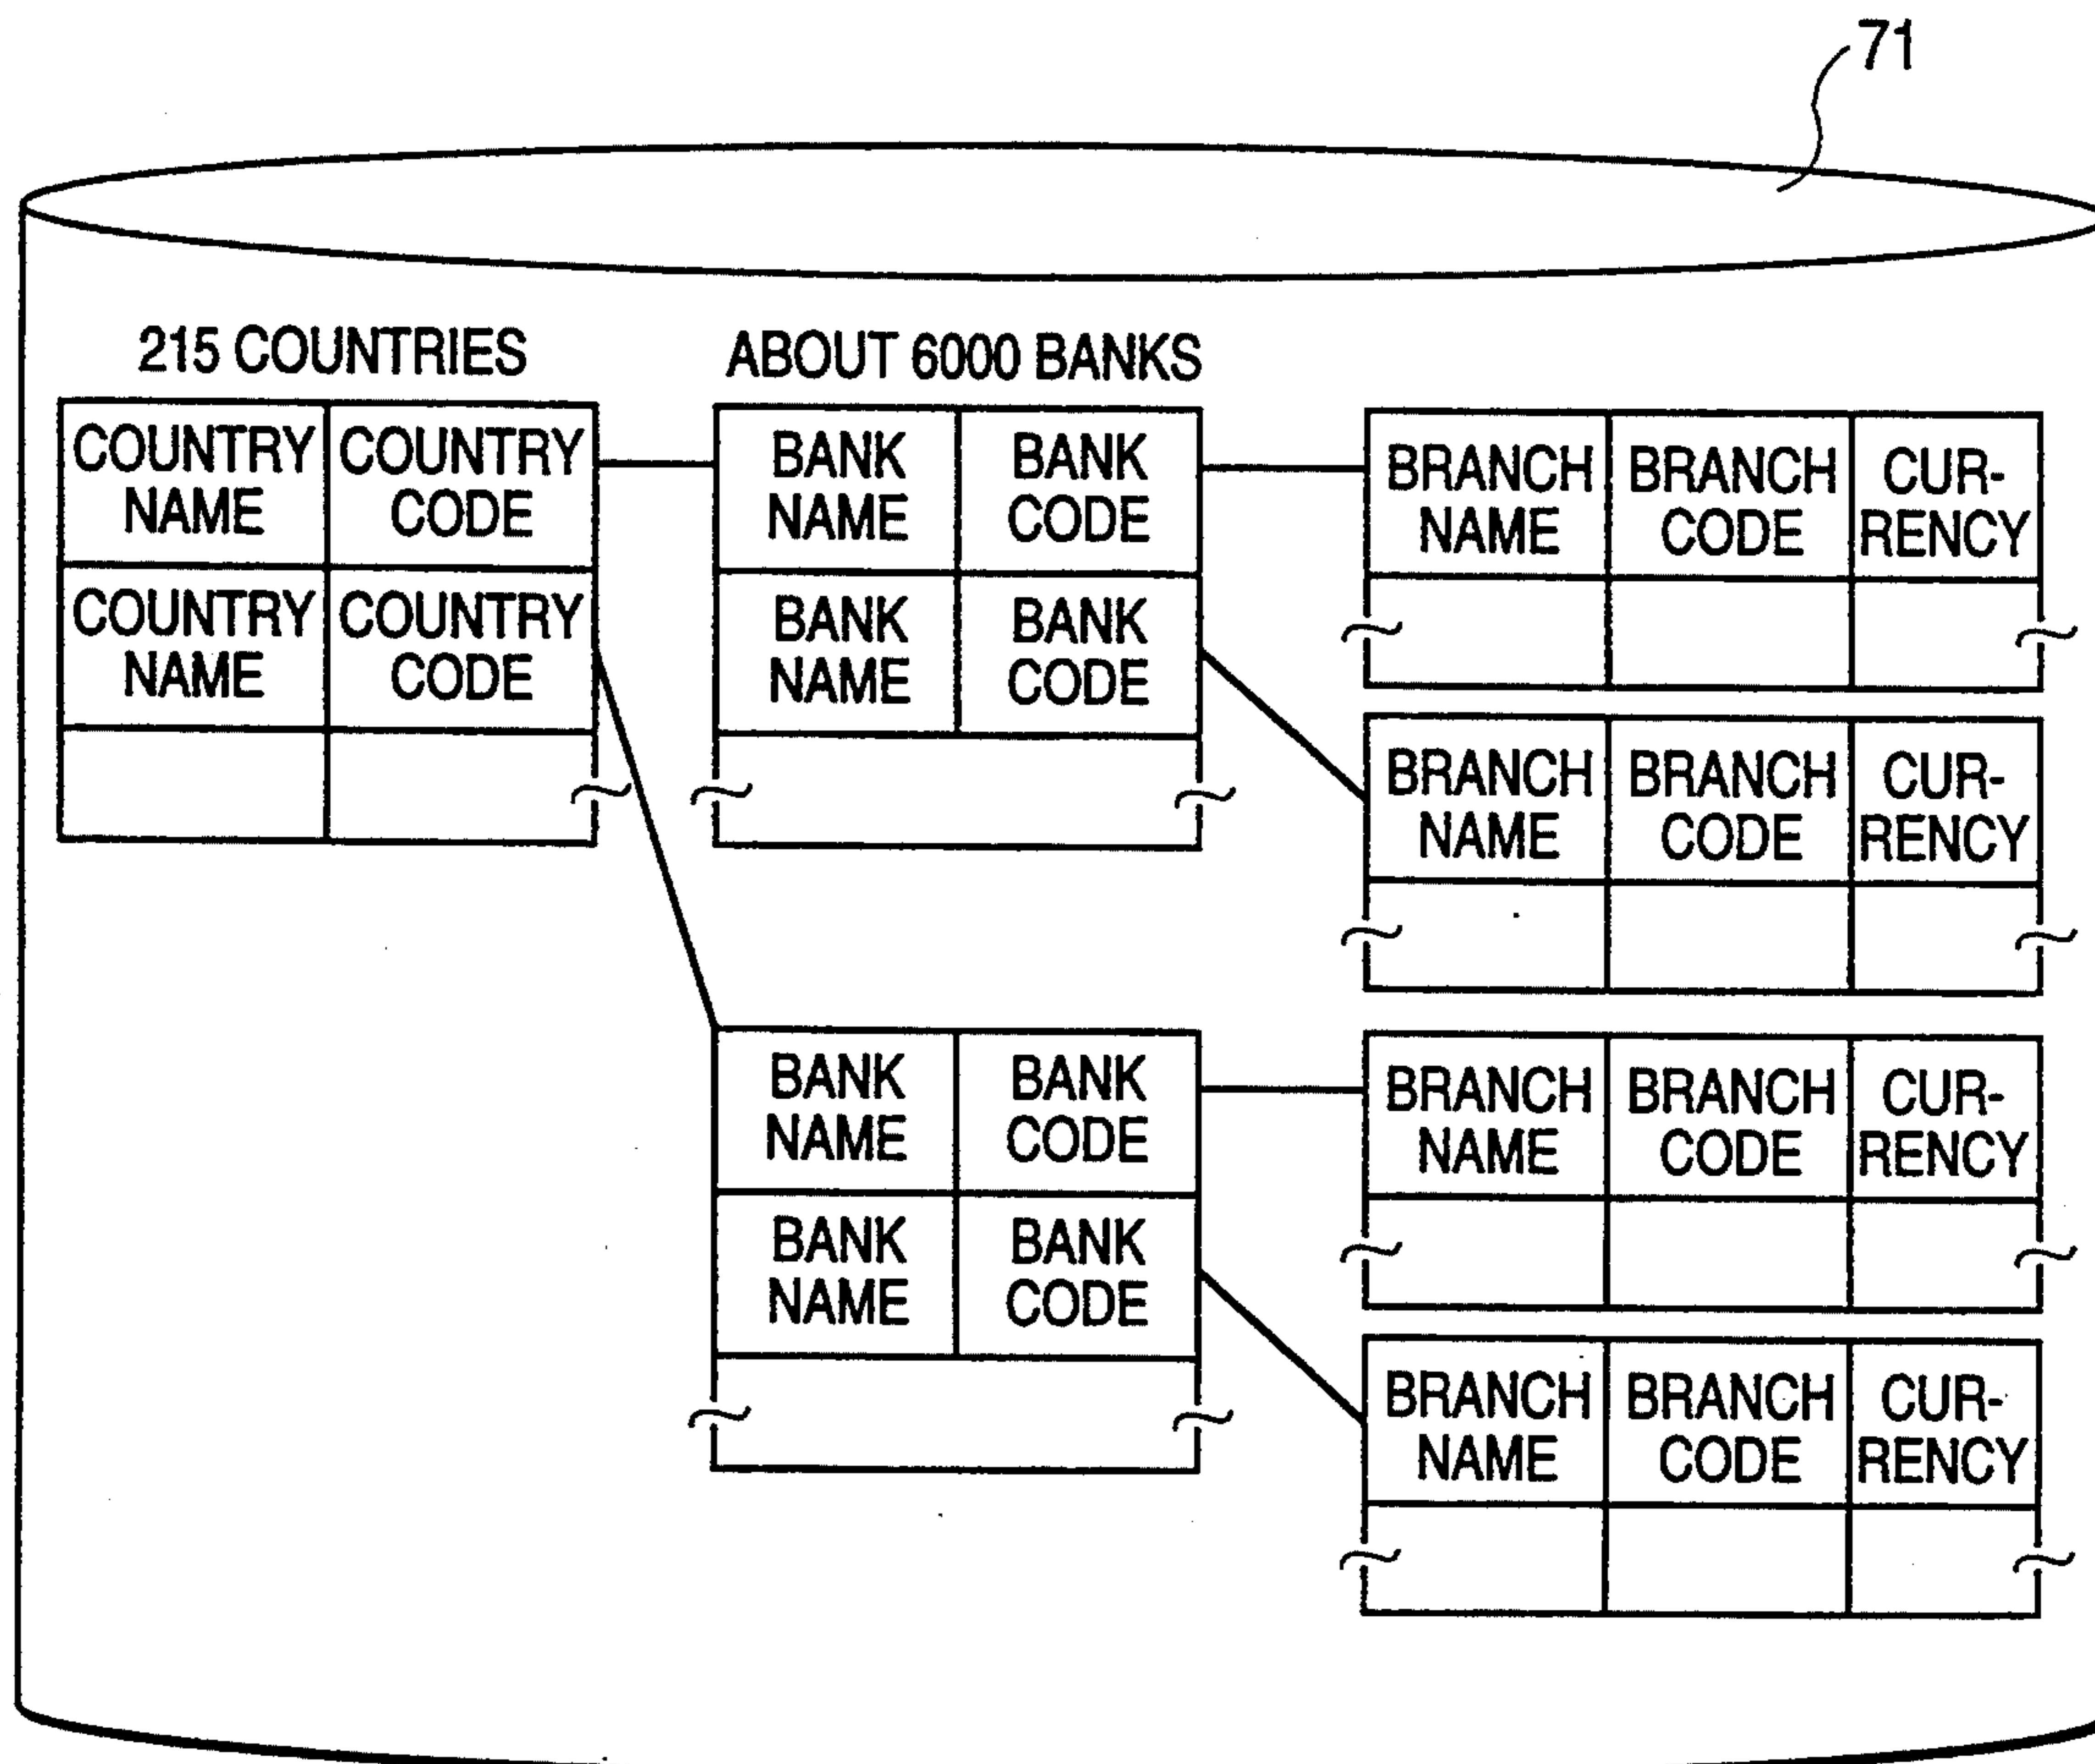 71
215 COUNTRIES
ABOUT 6000 BANKS
COUNTRY NAME
COUNTRY CODE
COUNTRY NAME
COUNTRY CODE
BANK NAME
BANK CODE
BANK NAME
BANK CODE
BRANCH NAME
BRANCH CODE
CUR-
RENCY
BRANCH NAME
BRANCH CODE
CUR-
RENCY
BANK NAME
BANK CODE
BANK NAME
BANK CODE
BRANCH NAME
BRANCH CODE
CUR-
RENCY
BRANCH NAME
BRANCH CODE
CUR-
RENCY